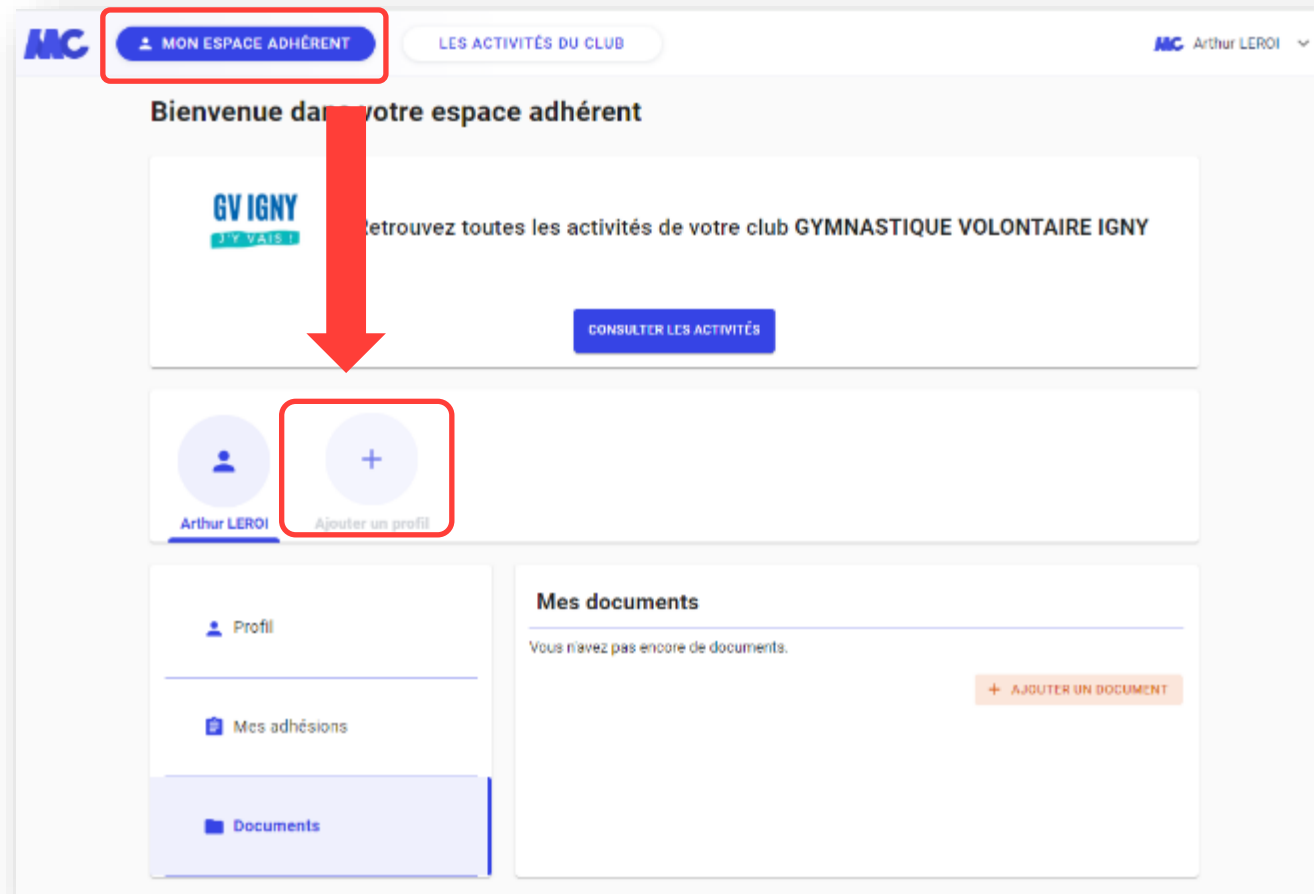 MC MON ESPACE ADHÉRENT LES ACTIVITÉS DU CLUB MC Arthur LEROI
Bienvenue dans votre espace adhérent
GV IGNY
J'Y VAIS !
Retrouvez toutes les activités de votre club GYMNASTIQUE VOLONTAIRE IGNY
CONSULTER LES ACTIVITÉS
Arthur LEROI Ajouter un profil
Profil
Mes adhésions
Documents
Mes documents
Vous n'avez pas encore de documents.
+ AJOUTER UN DOCUMENT